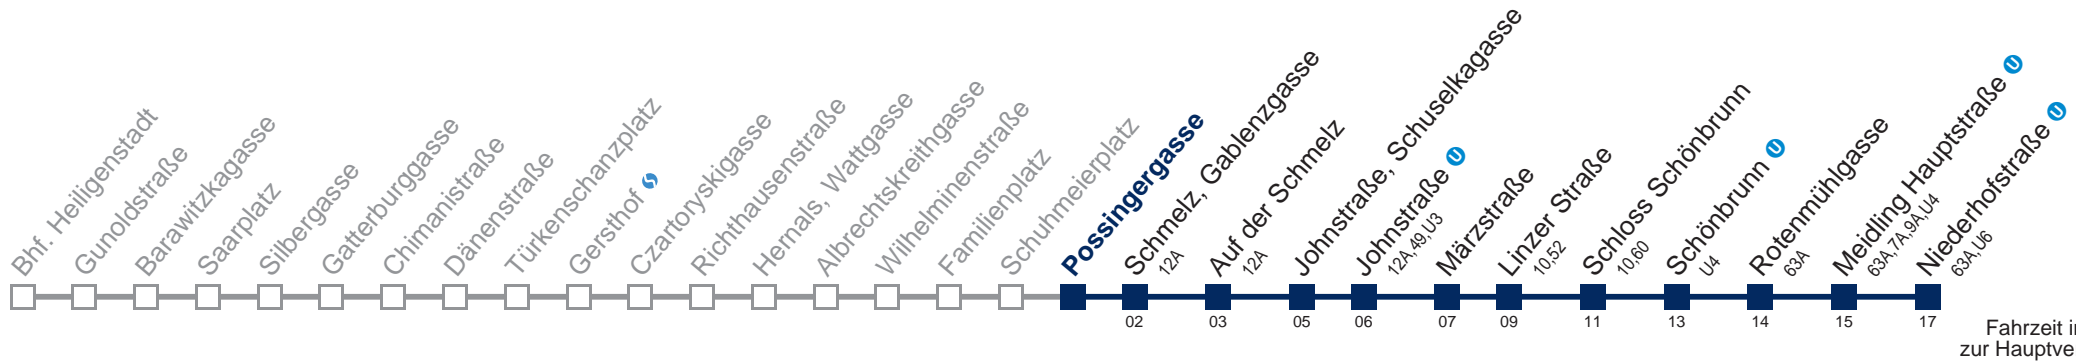 Bhf. Heiligenstadt
Gunoldstraße
Barawitzkagasse
Saarplatz
Silbergasse
Gatterburggasse
Chimanistraße
Dänenstraße
Türkenschanzplatz
Gersthof
Czartoryskigasse
Richthausenstraße
Hernals, Wattgasse
Albrechtskreithgasse
Wilhelminenstraße
Familienplatz
Schuhmeierplatz
Possingergasse
Schmelz, Gablenzgasse
12A
02
Auf der Schmelz
12A
03
Johnstraße, Schuselkagasse
05
Johnstraße U
12A,49,U3
06
Märzstraße
07
Linzer Straße
10,52
09
Schloss Schönbrunn
10,60
11
Schönbrunn U
U4
13
Rotenmühlgasse
63A
14
Meidling Hauptstraße U
63A,7A,9A,U4
15
Niederhofstraße U
63A,U6
17
Fahrzeit
zur